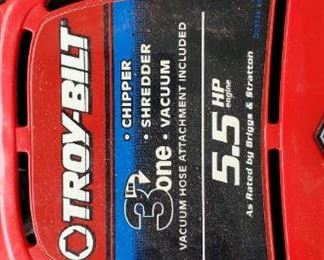 TROY-BILT
• CHIPPER
• SHREDDER
3 in one • VACUUM
VACUUM HOSE ATTACHMENT INCLUDED
5.5 HP engine
As Rated by Briggs & Stratton